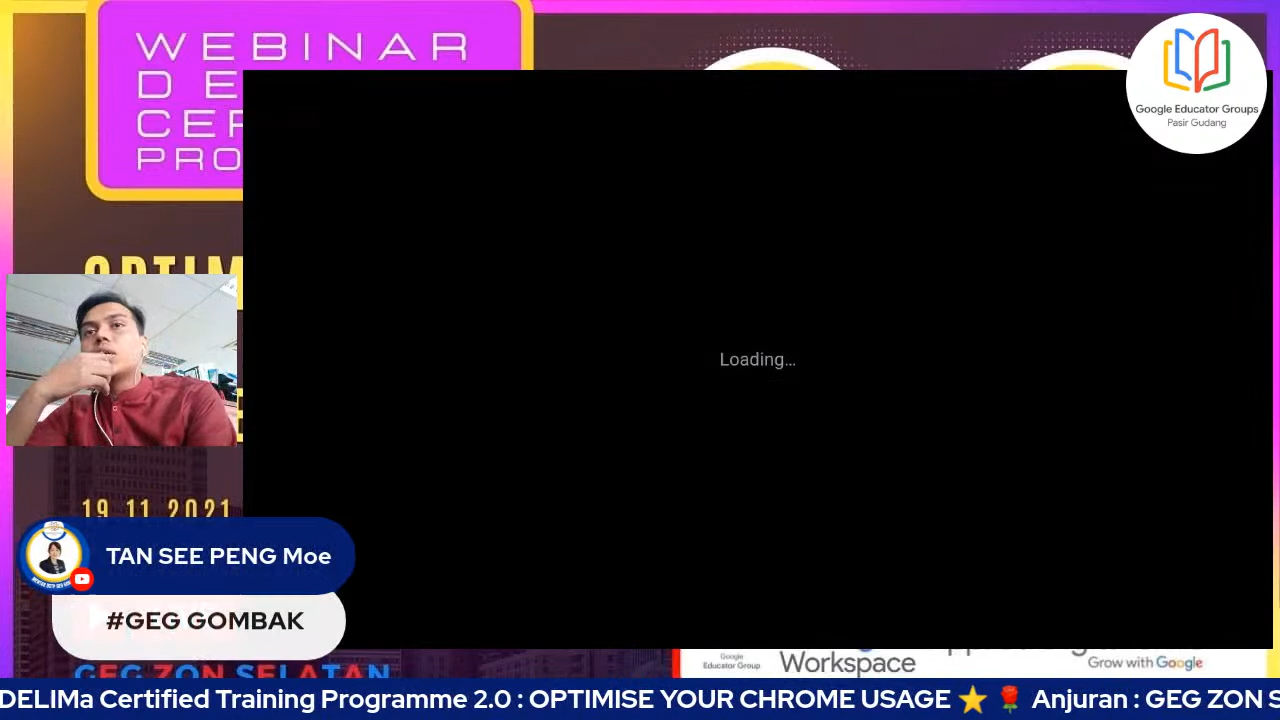 WEBINAR
DE
CER
PRO
Google Educator Groups
Pasir Gudang
OPTIM
Loading...
19.11.2021
TAN SEE PENG Moe
#GEG GOMBAK
GEG ZON SELATAN
Google
Educator Group
Workspace
Grow with Google
DELIMa Certified Training Programme 2.0 : OPTIMISE YOUR CHROME USAGE ⭐ 🌹 Anjuran : GEG ZON S